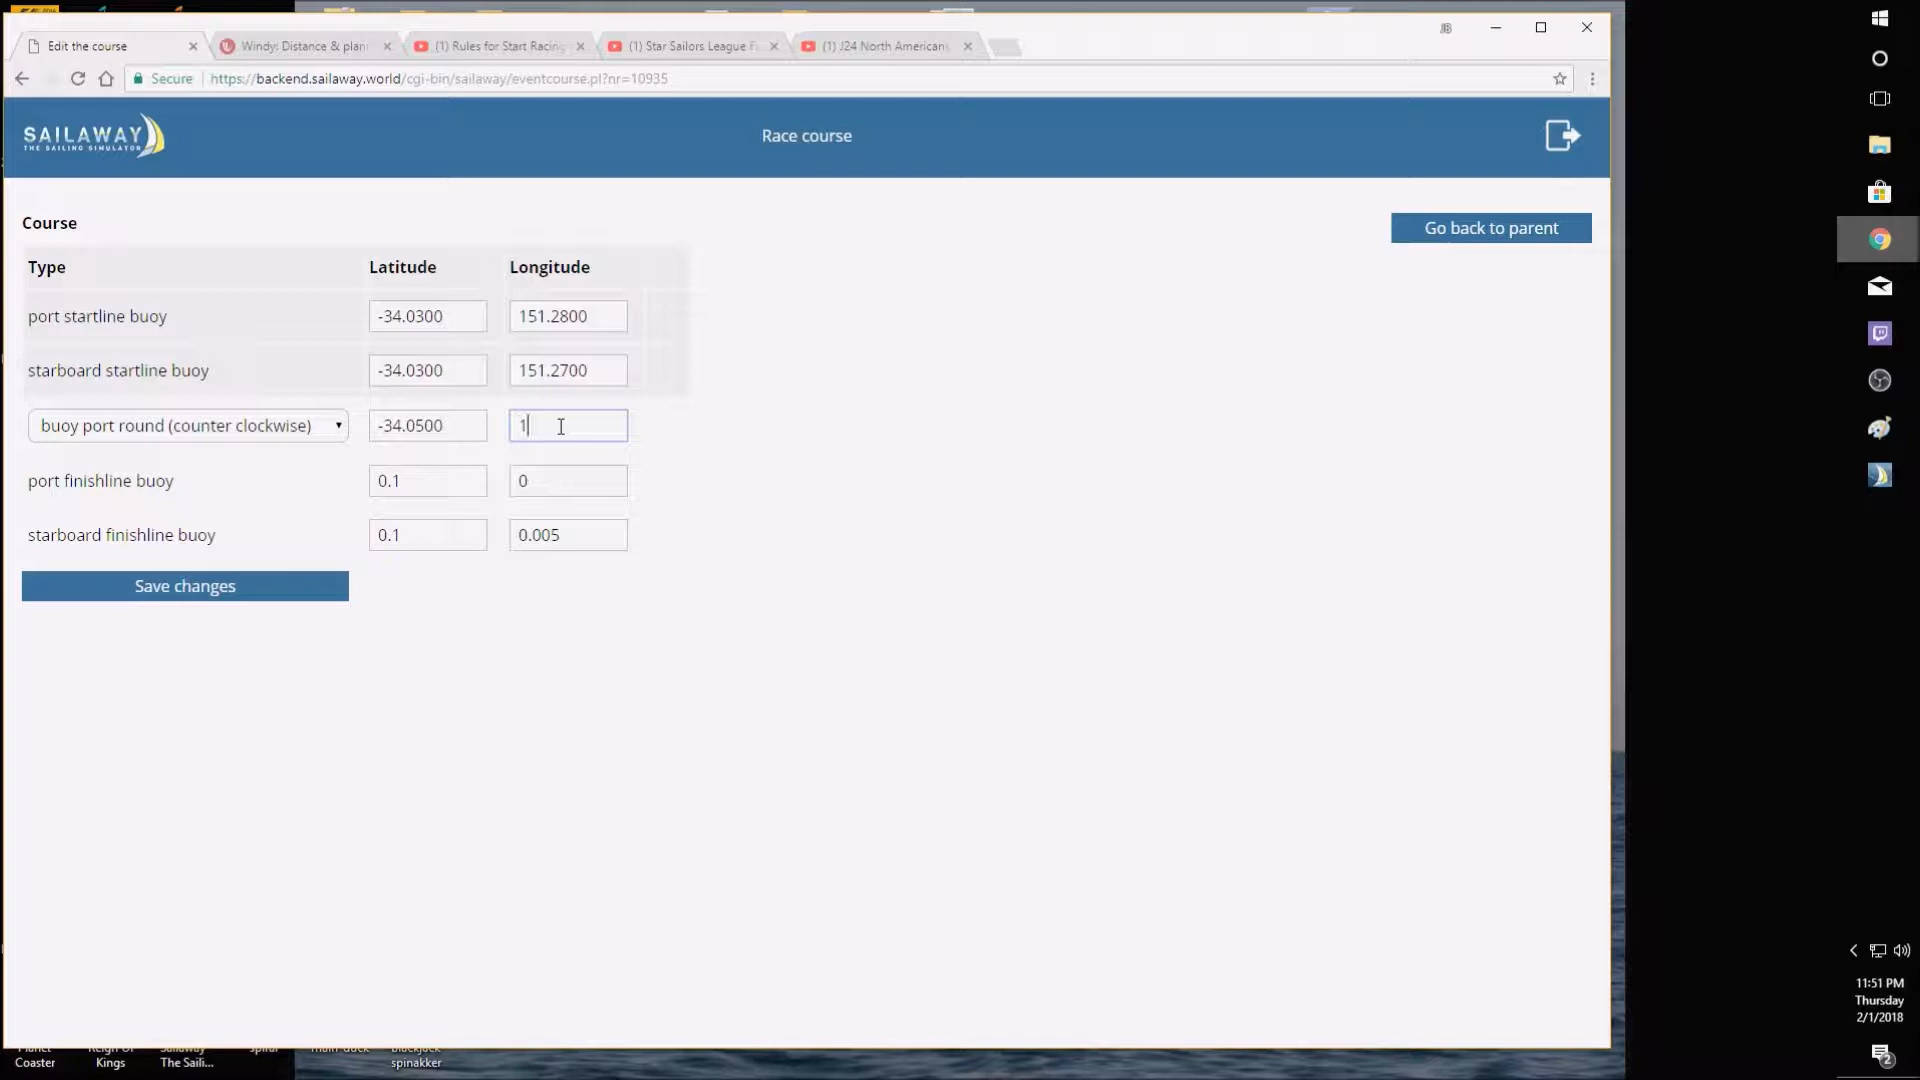 Edit the course
Windy: Distance & plan
(1) Rules for Start Racing
(1) Star Sailors League F
(1) J24 North American
Secure
https://backend.sailaway.world/cgi-bin/sailaway/eventcourse.pl?nr=10935
SAILAWAY
THE SAILING SIMULATOR
Race course
Course
Go back to parent
Type Latitude Longitude
port startline buoy -34.0300 151.2800
starboard startline buoy -34.0300 151.2700
buoy port round (counter clockwise) -34.0500 1
port finishline buoy 0.1 0
starboard finishline buoy 0.1 0.005
Save changes
11:51 PM
Thursday
2/1/2018
2
Coaster
Kings
The Saili...
spinakker